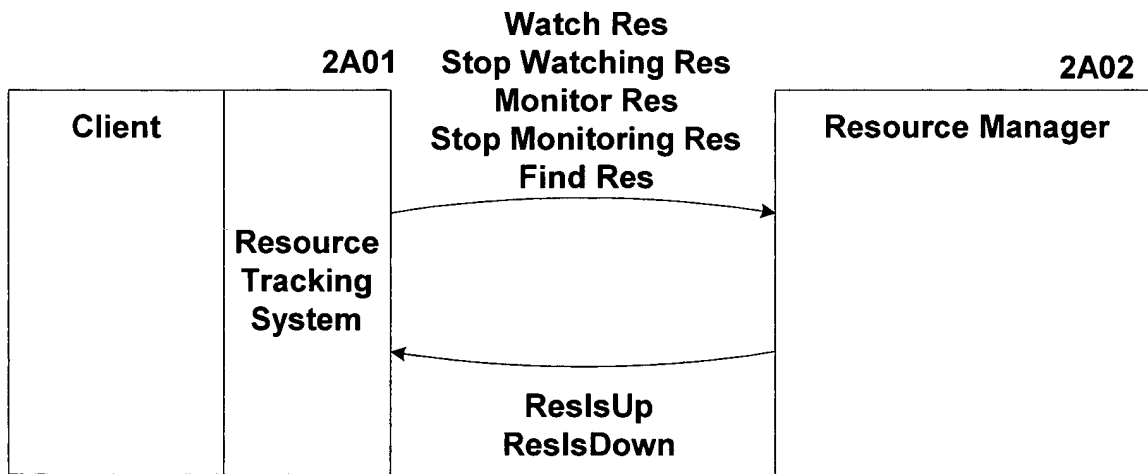 Watch Res
2A01
Stop Watching Res
2A02
Client
Monitor Res
Resource Manager
Stop Monitoring Res
Find Res
Resource
Tracking
System
ResIsUp
ResIsDown